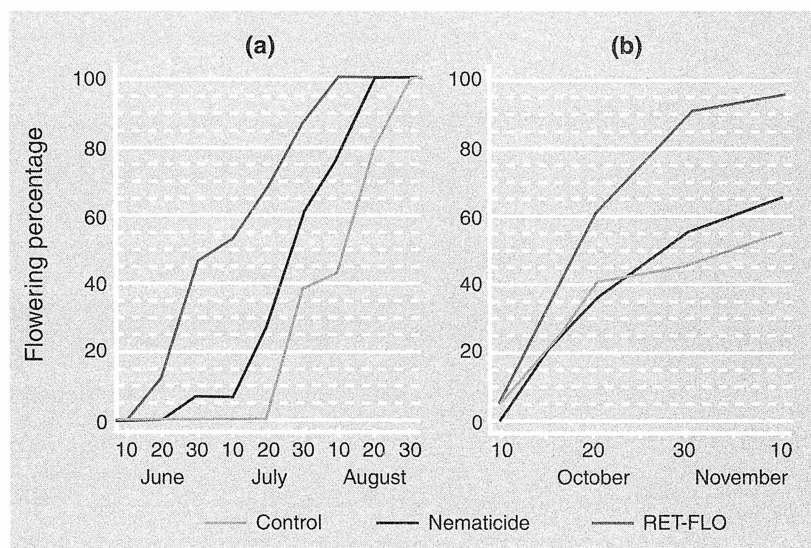 (a) (b)
Flowering percentage
100
80
60
40
20
0
10 20 30 10 20 30 10 20 30
June July August
100
80
60
40
20
0
10 20 30 10
October November
Control Nematicide RET-FLO